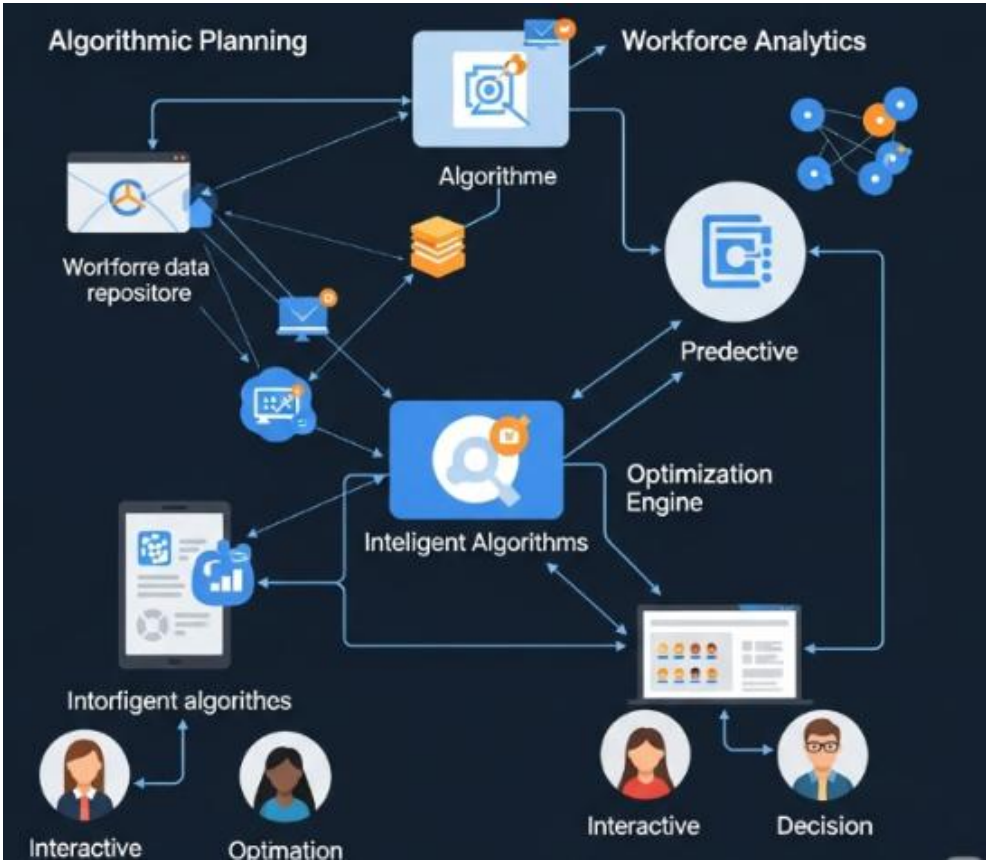 Algorithmic Planning
Workforce Analytics
Algorithme
Worlforre data
repositore
Predective
Optimization
Engine
Inteligent Algorithms
Intorfigent algorithes
Interactive
Optmation
Interactive
Decision